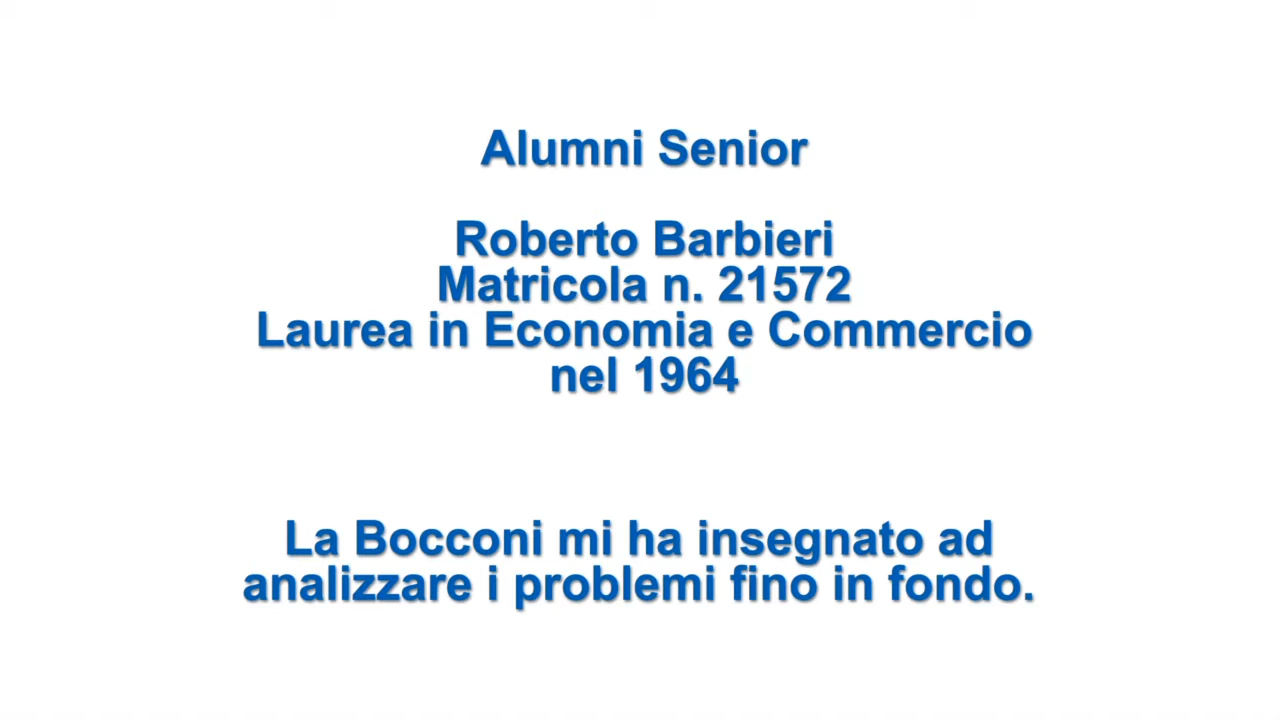 Alumni Senior
Roberto Barbieri
Matricola n. 21572
Laurea in Economia e Commercio
nel 1964
La Bocconi mi ha insegnato ad
analizzare i problemi fino in fondo.